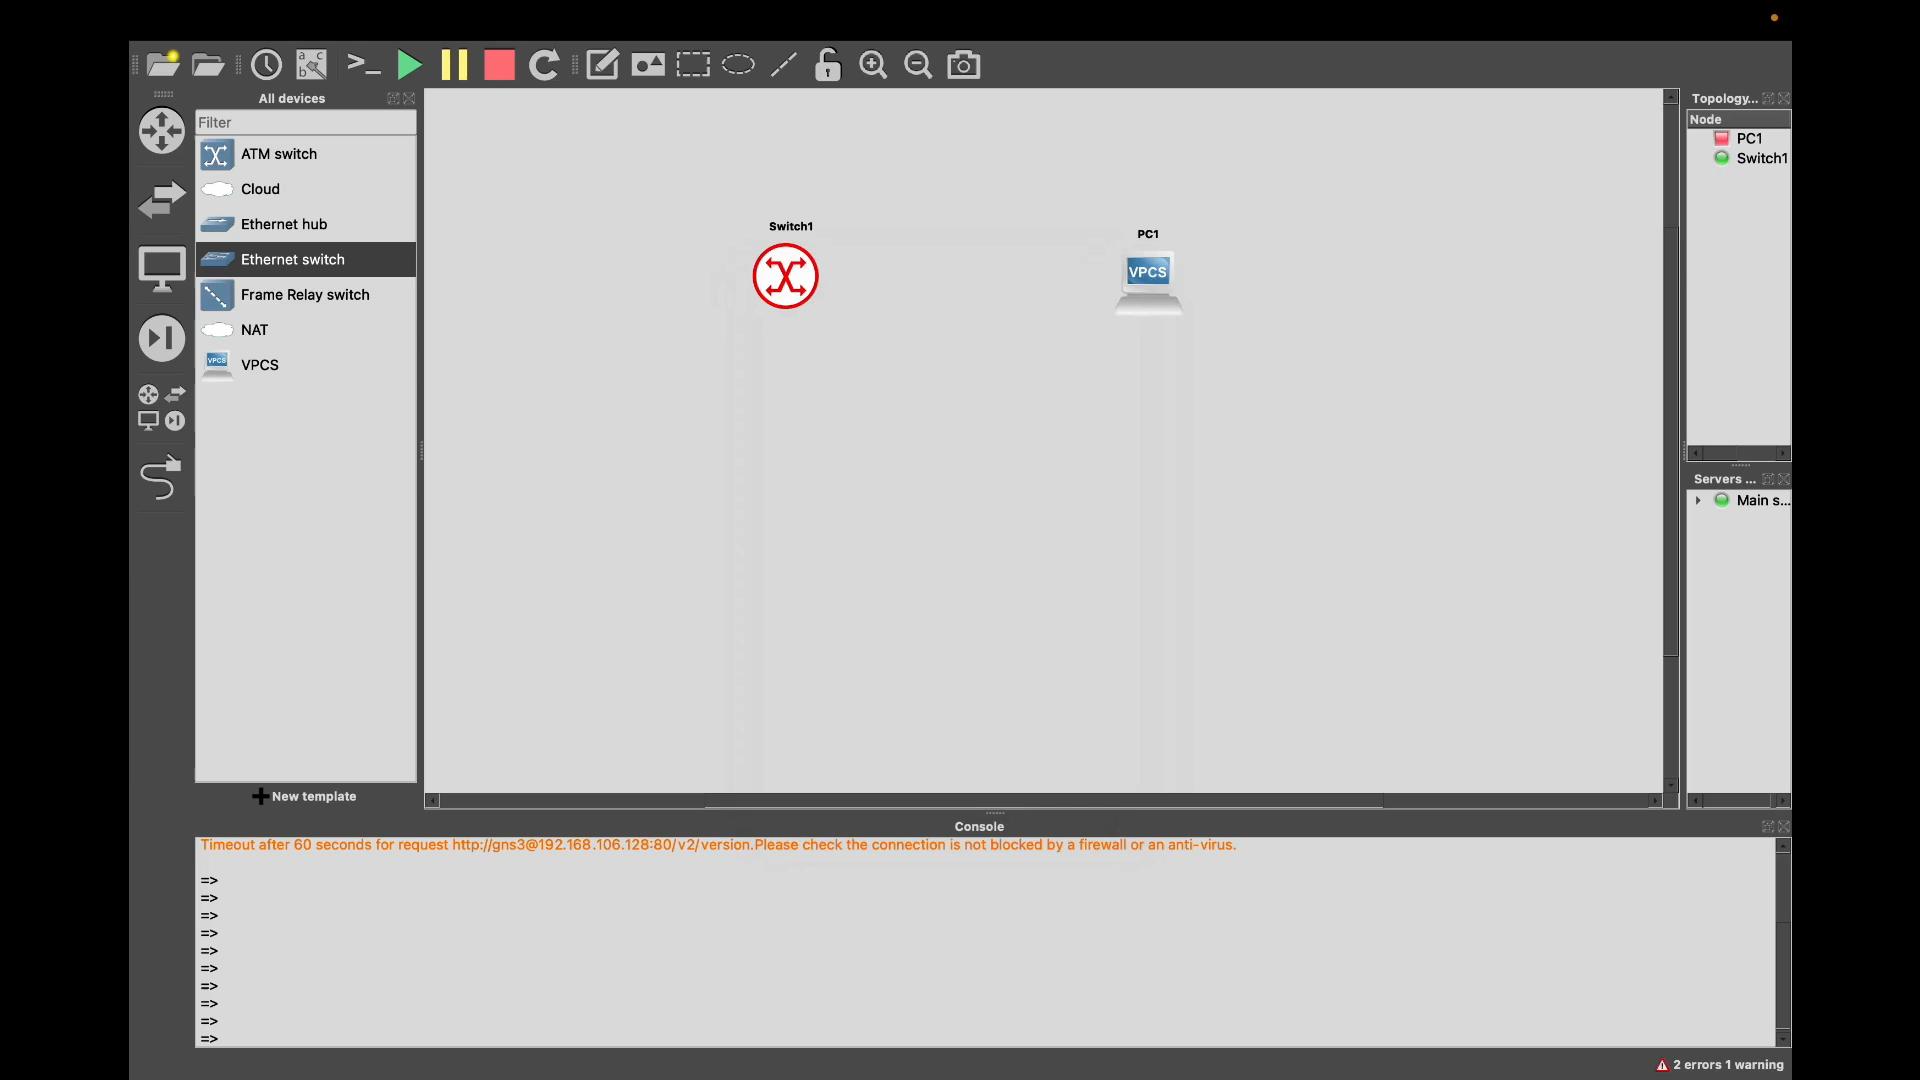 All devices
Topology...
Filter
Node
ATM switch
PC1
Switch1
Cloud
Ethernet hub
Switch1
PC1
Ethernet switch
VPCS
Frame Relay switch
NAT
VPCS
VPCS
Servers ...
Main s...
New template
Console
Timeout after 60 seconds for request http://gns3@192.168.106.128:80/v2/version.Please check the connection is not blocked by a firewall or an anti-virus.
=>
=>
=>
=>
=>
=>
=>
=>
=>
=>
2 errors 1 warning